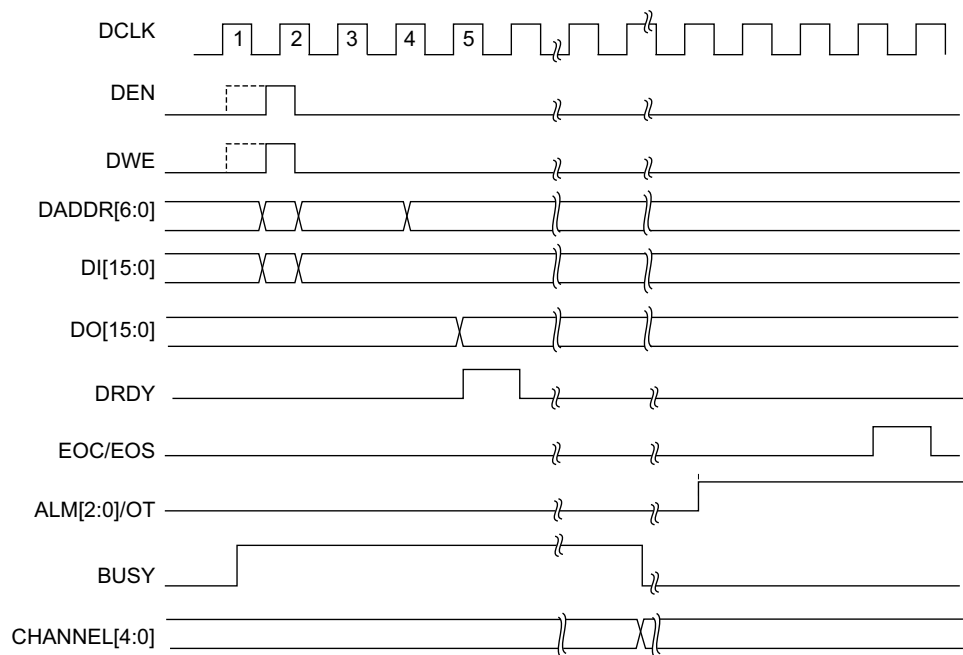 DCLK
1 2 3 4 5
DEN
DWE
DADDR[6:0]
DI[15:0]
DO[15:0]
DRDY
EOC/EOS
ALM[2:0]/OT
BUSY
CHANNEL[4:0]